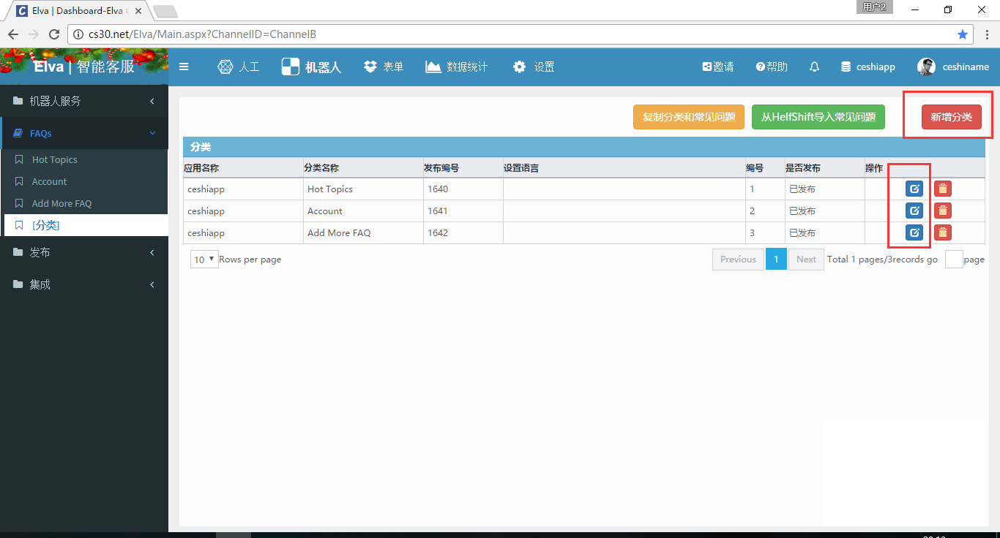 Elva | Dashboard-Elva
用户2
cs30.net/Elva/Main.aspx?ChannelID=ChannelB
Elva | 智能客服
人工 机器人 表单 数据统计 设置 邀请 帮助 ceshiapp ceshiname
机器人服务
FAQs
Hot Topics
Account
Add More FAQ
[分类]
发布
集成
复制分类和常见问题 从HelfShift导入常见问题 新增分类
分类
应用名称 分类名称 发布编号 设置语言 编号 是否发布 操作
ceshiapp Hot Topics 1640 1 已发布
ceshiapp Account 1641 2 已发布
ceshiapp Add More FAQ 1642 3 已发布
10 Rows per page Previous 1 Next Total 1 pages/3records go page